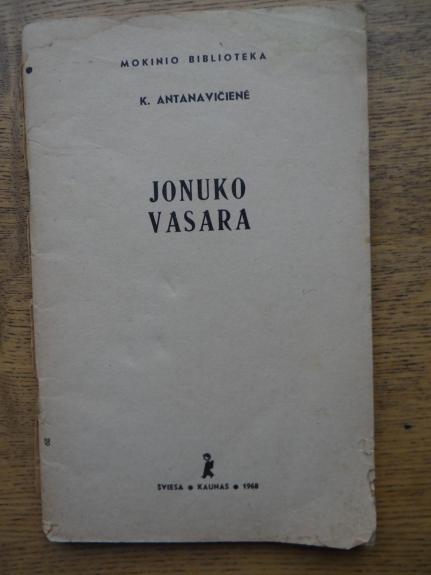 MOKINIO BIBLIOTEKA
K. ANTANAVIČIENĖ
JONUKO
VASARA
ŠVIESA ● KAUNAS ● 1968